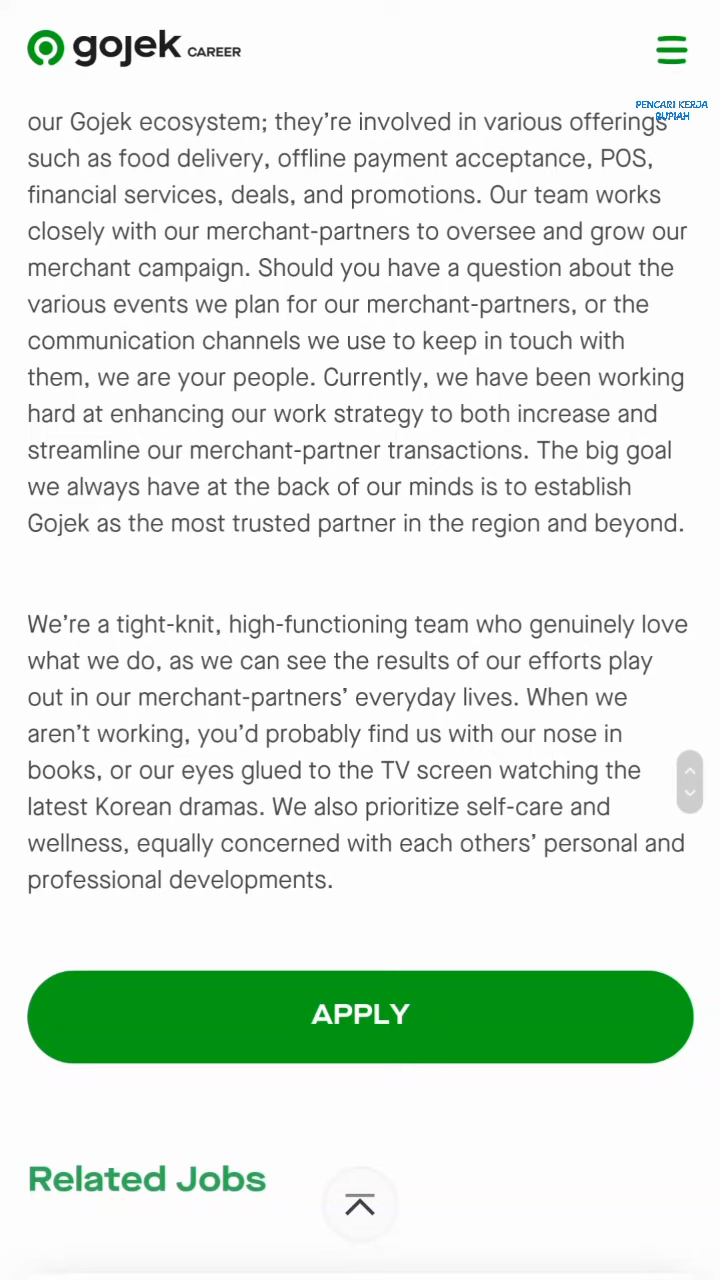 gojek CAREER
PENCARI KERJA
RUPIAH
our Gojek ecosystem; they’re involved in various offerings
such as food delivery, offline payment acceptance, POS,
financial services, deals, and promotions. Our team works
closely with our merchant-partners to oversee and grow our
merchant campaign. Should you have a question about the
various events we plan for our merchant-partners, or the
communication channels we use to keep in touch with
them, we are your people. Currently, we have been working
hard at enhancing our work strategy to both increase and
streamline our merchant-partner transactions. The big goal
we always have at the back of our minds is to establish
Gojek as the most trusted partner in the region and beyond.
We’re a tight-knit, high-functioning team who genuinely love
what we do, as we can see the results of our efforts play
out in our merchant-partners’ everyday lives. When we
aren’t working, you’d probably find us with our nose in
books, or our eyes glued to the TV screen watching the
latest Korean dramas. We also prioritize self-care and
wellness, equally concerned with each others’ personal and
professional developments.
APPLY
Related Jobs